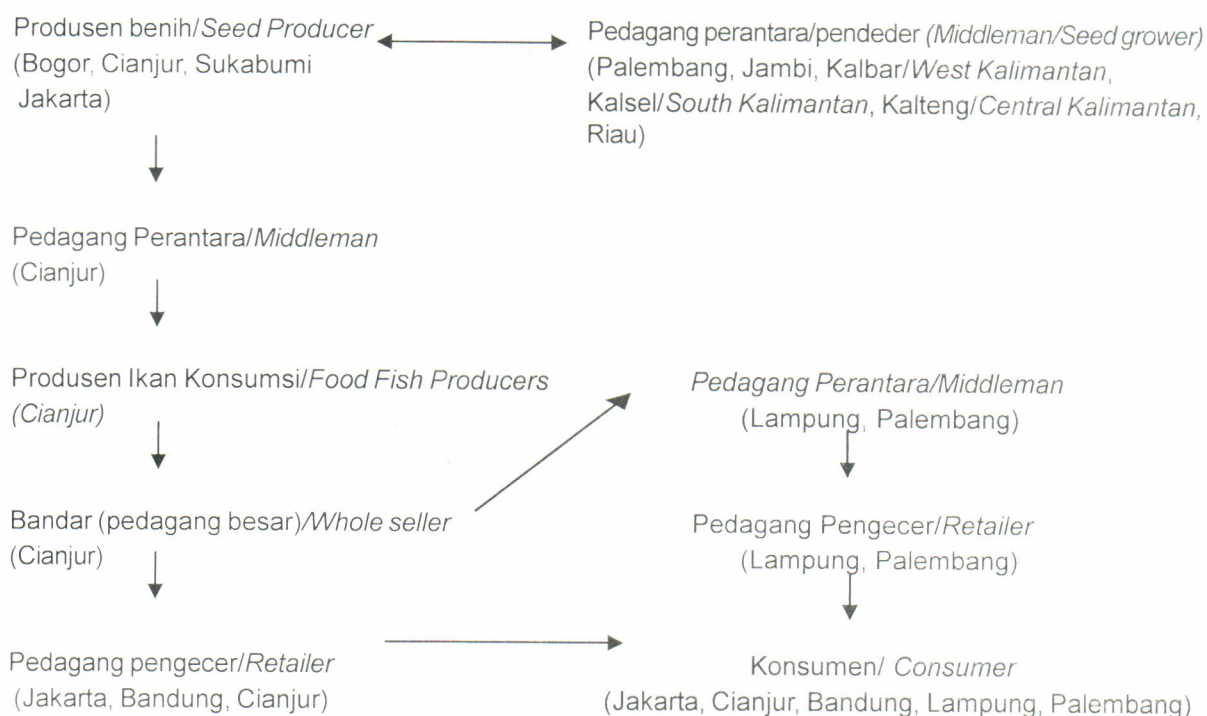 Produsen benih/Seed Producer
(Bogor, Cianjur, Sukabumi
Jakarta)
Pedagang perantara/pendeder (Middleman/Seed grower)
(Palembang, Jambi, Kalbar/West Kalimantan,
Kalsel/South Kalimantan, Kalteng/Central Kalimantan,
Riau)
Pedagang Perantara/Middleman
(Cianjur)
Produsen Ikan Konsumsi/Food Fish Producers
(Cianjur)
Pedagang Perantara/Middleman
(Lampung, Palembang)
Bandar (pedagang besar)/Whole seller
(Cianjur)
Pedagang Pengecer/Retailer
(Lampung, Palembang)
Pedagang pengecer/Retailer
(Jakarta, Bandung, Cianjur)
Konsumen/ Consumer
(Jakarta, Cianjur, Bandung, Lampung, Palembang)